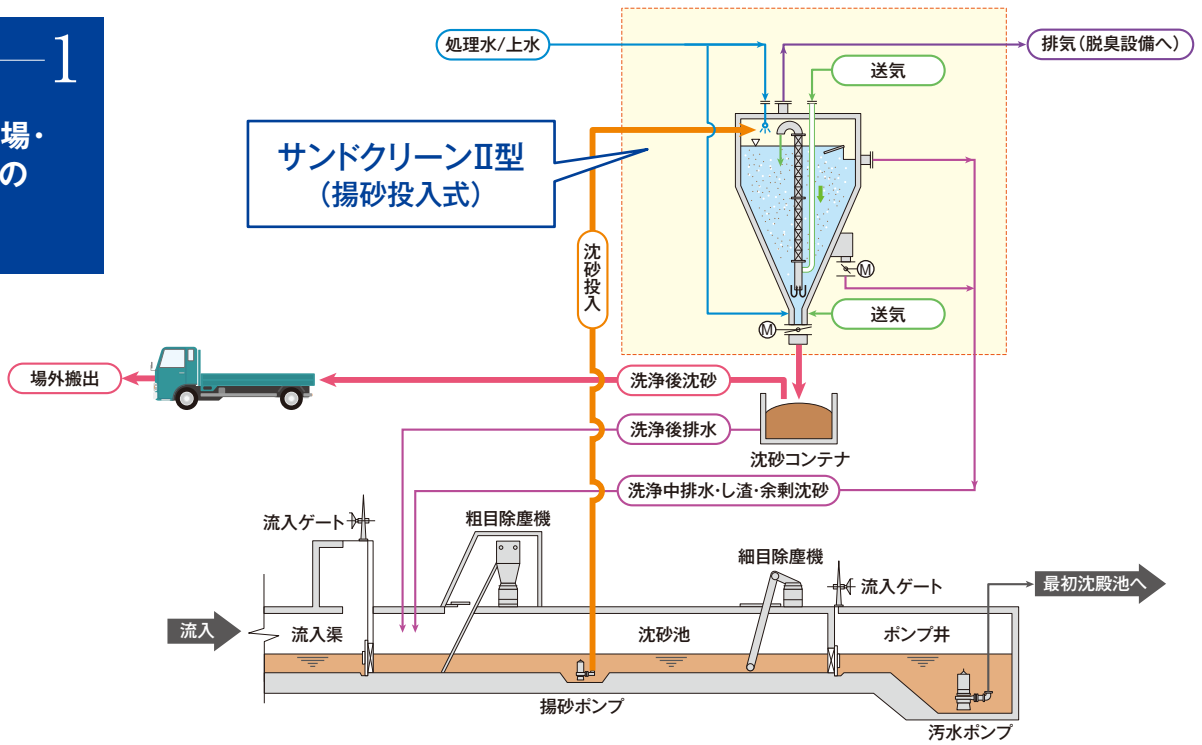 1
場・
の
処理水/上水
排気(脱臭設備へ)
送気
サンドクリーンⅡ型
(揚砂投入式)
沈砂投入
M
送気
M
場外搬出
洗浄後沈砂
洗浄後排水
沈砂コンテナ
洗浄中排水・し渣・余剰沈砂
流入ゲート
粗目除塵機
細目除塵機
流入ゲート
最初沈殿池へ
流入
流入渠
沈砂池
ポンプ井
揚砂ポンプ
汚水ポンプ